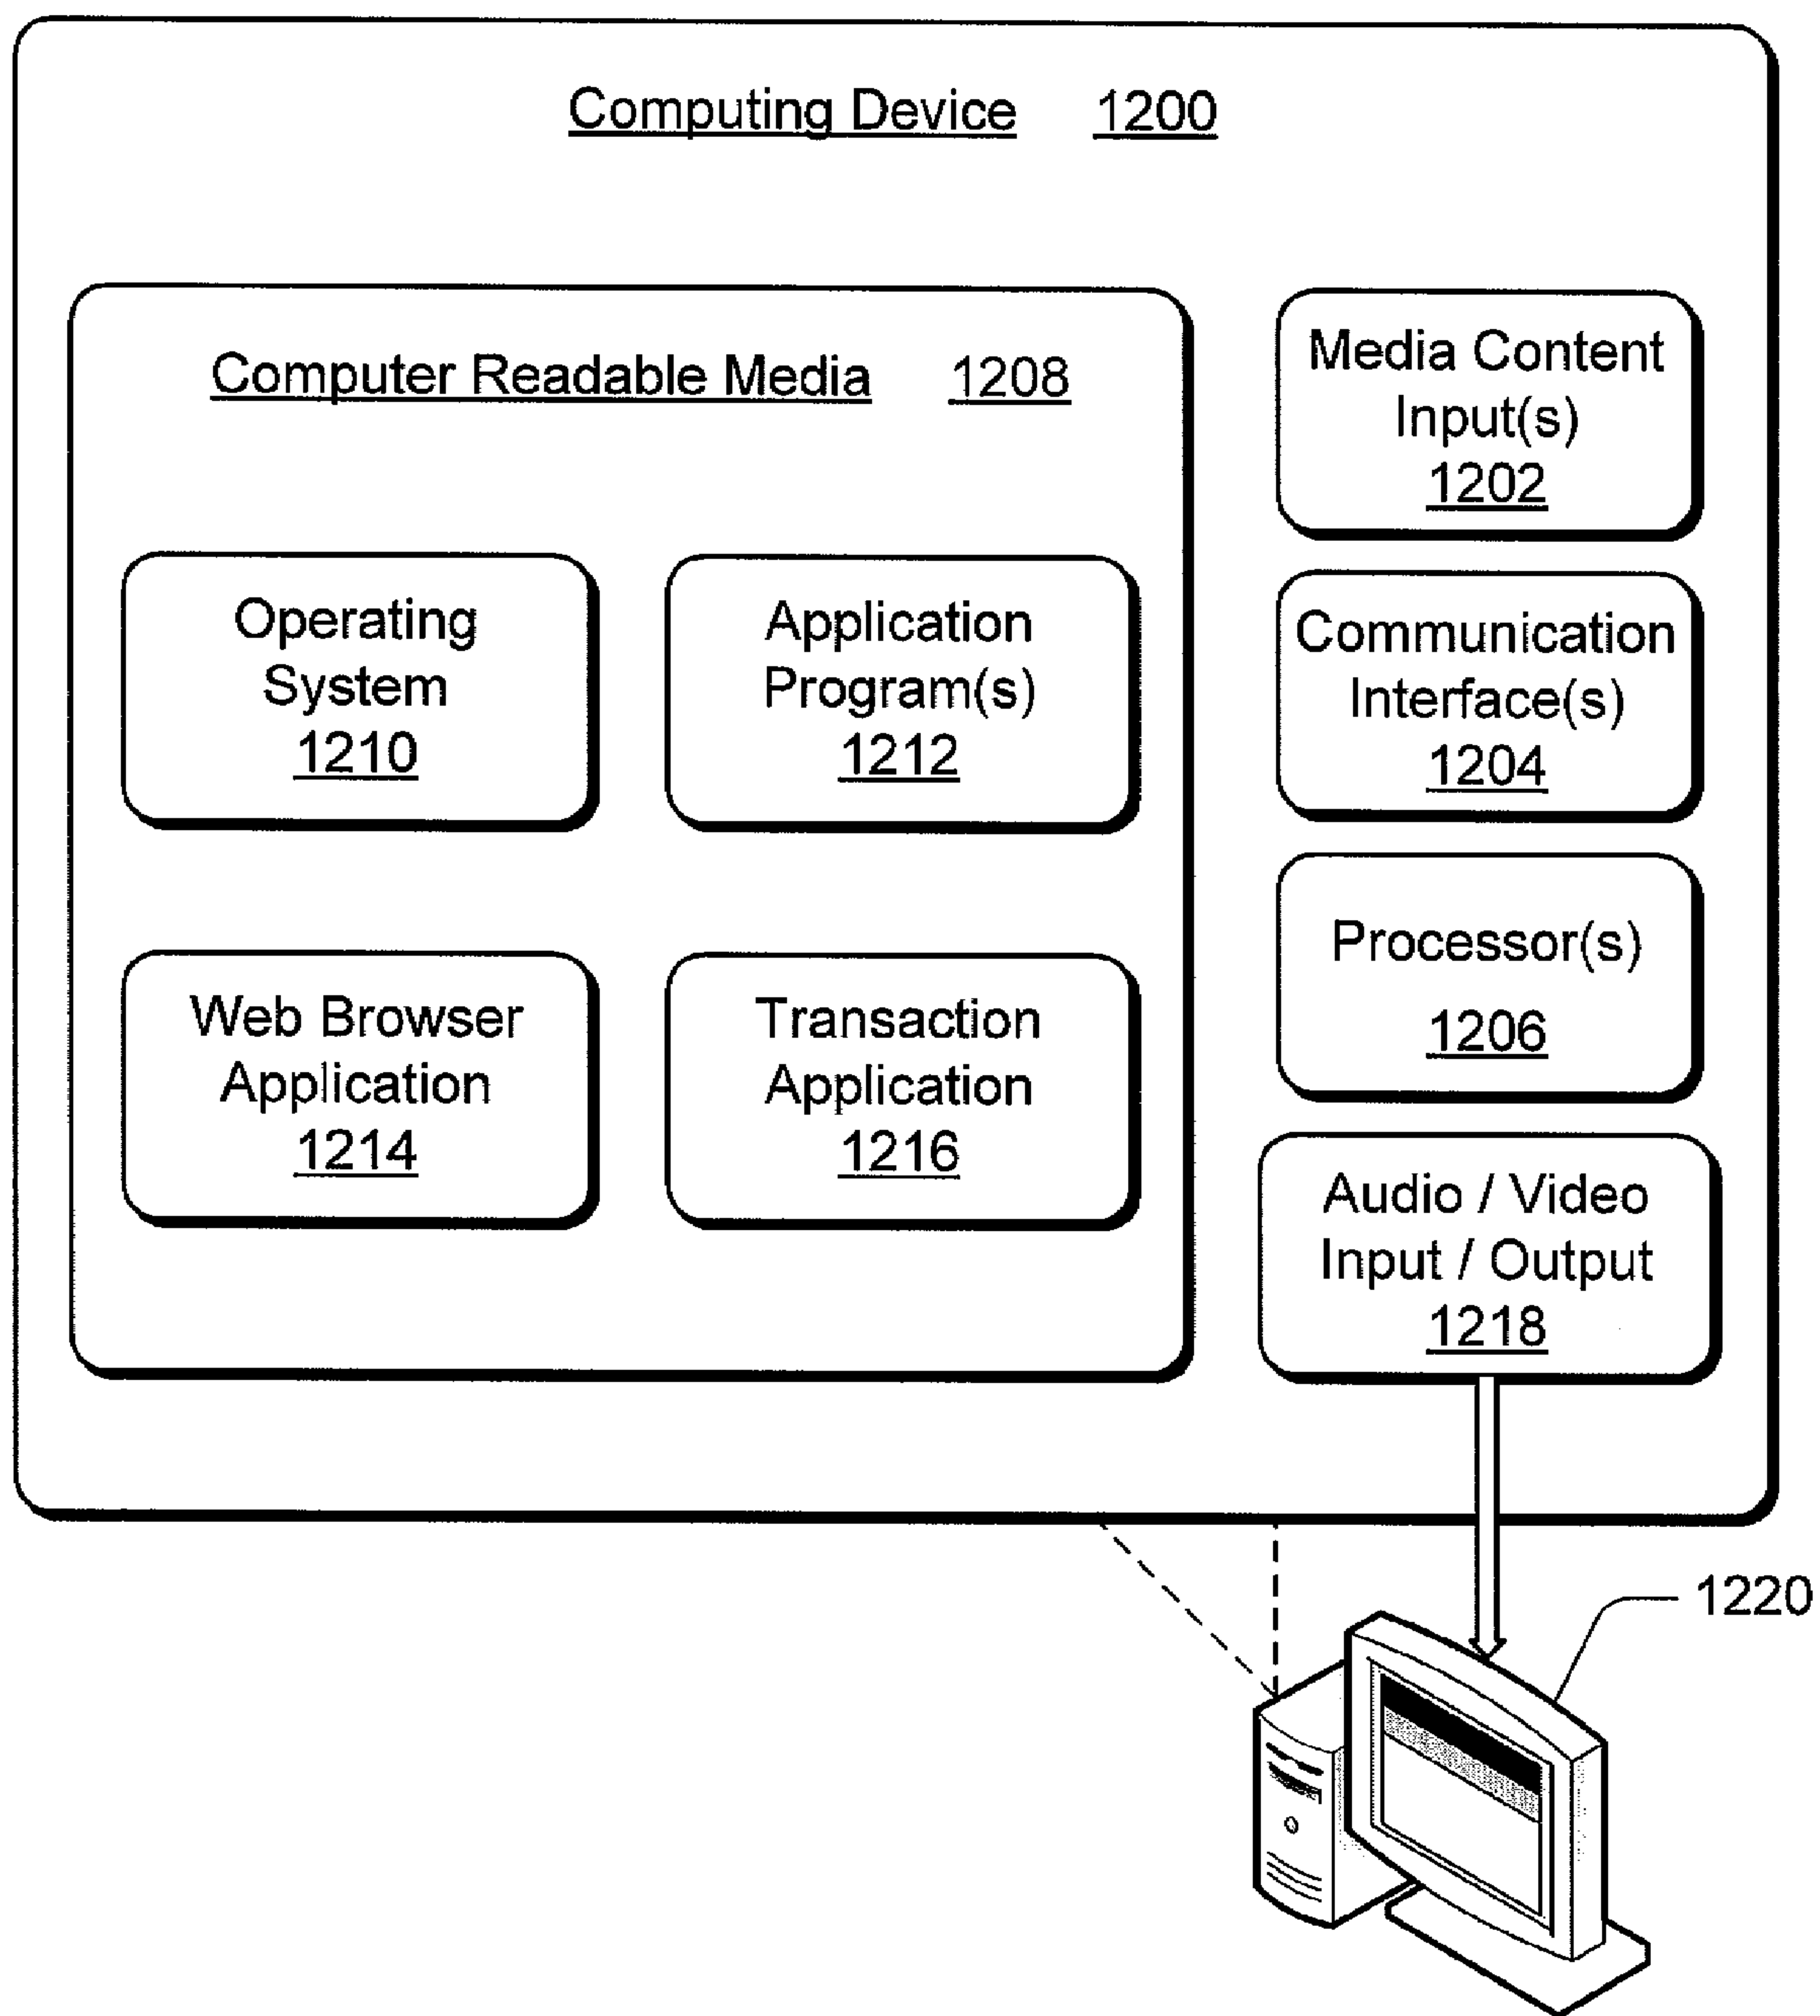 Computing Device 1200
Computer Readable Media 1208
Operating
System
1210
Application
Program(s)
1212
Web Browser
Application
1214
Transaction
Application
1216
Media Content
Input(s)
1202
Communication
Interface(s)
1204
Processor(s)
1206
Audio / Video
Input / Output
1218
1220